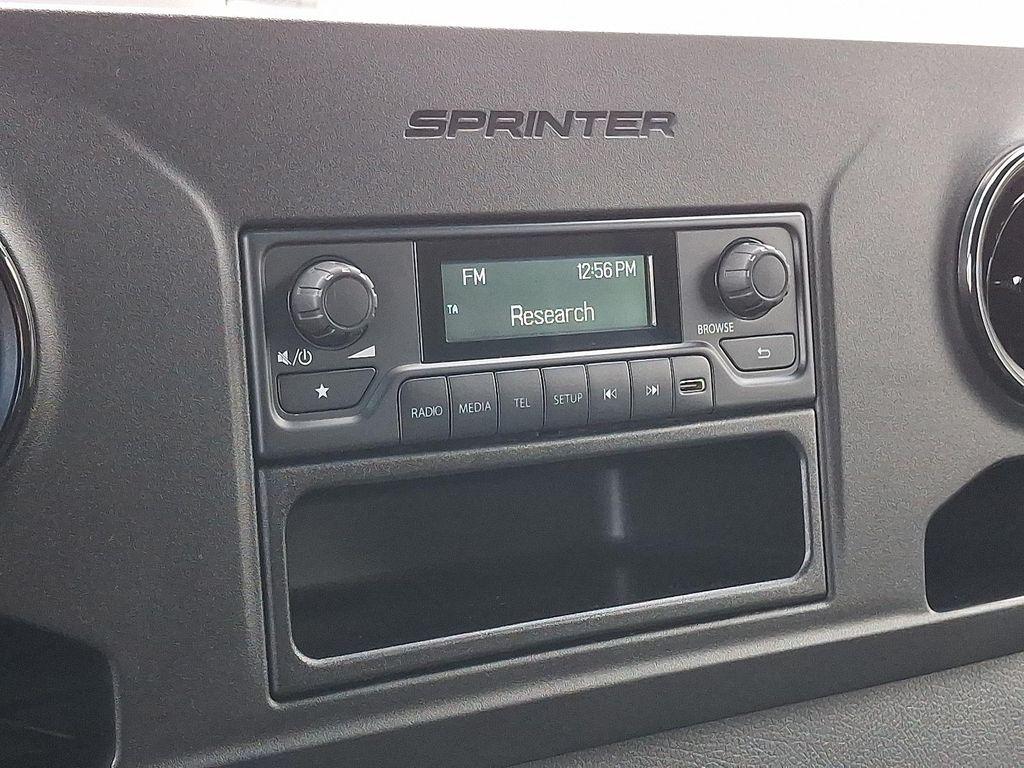 SPRINTER
FM 12:56 PM
TA
Research
BROWSE
RADIO MEDIA TEL SETUP